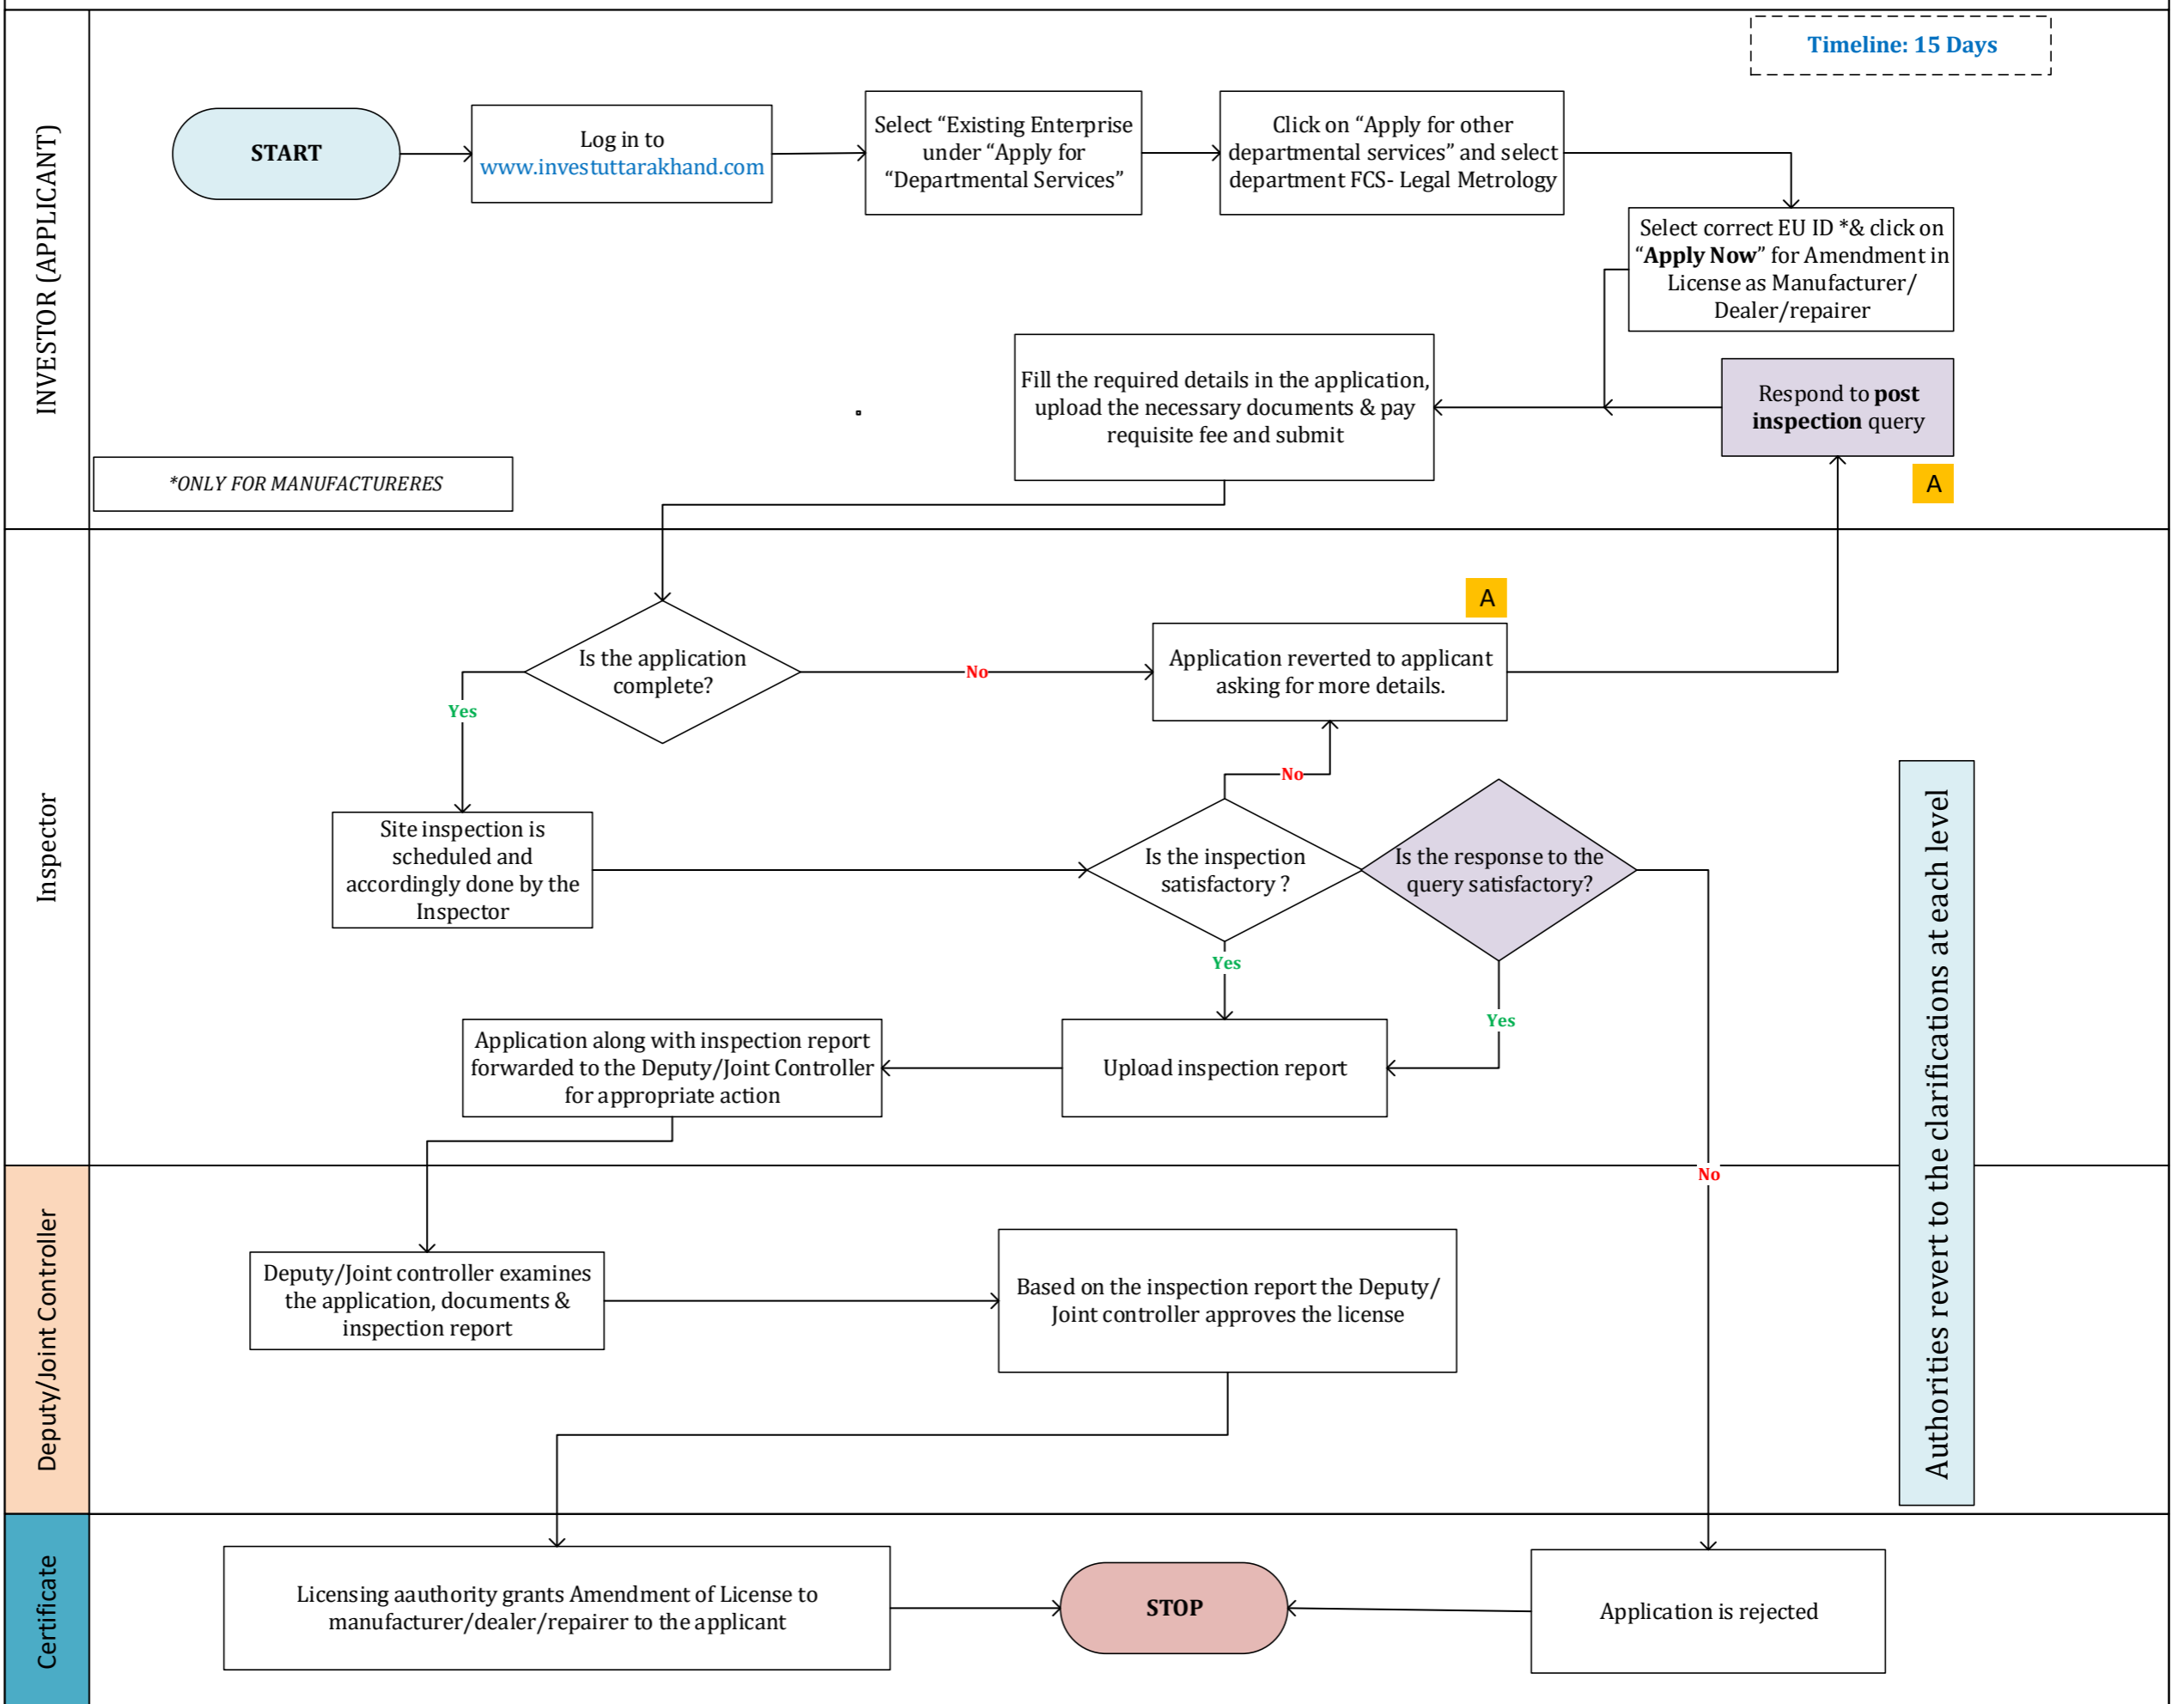 Timeline: 15 Days
INVESTOR (APPLICANT)
START
Log in to
www.investuttarakhand.com
Select “Existing Enterprise
under “Apply for
“Departmental Services”
Click on “Apply for other
departmental services” and select
department FCS- Legal Metrology
Select correct EU ID *& click on
“Apply Now” for Amendment in
License as Manufacturer/
Dealer/repairer
Fill the required details in the application,
upload the necessary documents & pay
requisite fee and submit
Respond to post
inspection query
A
*ONLY FOR MANUFACTURERES
Inspector
A
Is the application
complete?
No
Application reverted to applicant
asking for more details.
Yes
No
Site inspection is
scheduled and
accordingly done by the
Inspector
Is the inspection
satisfactory ?
Is the response to the
query satisfactory?
Yes
Yes
Application along with inspection report
forwarded to the Deputy/Joint Controller
for appropriate action
Upload inspection report
Authorities revert to the clarifications at each level
No
Deputy/Joint Controller
Deputy/Joint controller examines
the application, documents &
inspection report
Based on the inspection report the Deputy/
Joint controller approves the license
Certificate
Licensing aauthority grants Amendment of License to
manufacturer/dealer/repairer to the applicant
STOP
Application is rejected